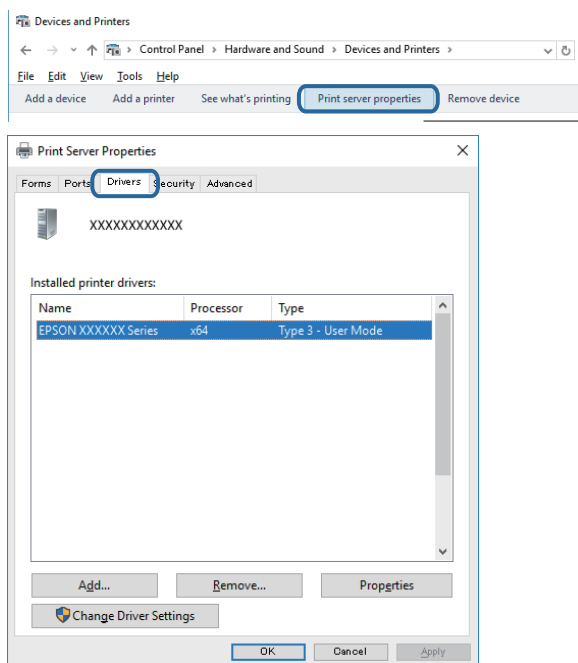 Devices and Printers
Control Panel > Hardware and Sound > Devices and Printers >
File Edit View Tools Help
Add a device Add a printer See what's printing Print server properties Remove device
Print Server Properties
Forms Ports Drivers Security Advanced
XXXXXXXXXXXX
Installed printer drivers:
Name Processor Type
EPSON XXXXXX Series x64 Type 3 - User Mode
Add... Remove... Properties
Change Driver Settings
OK Cancel Apply